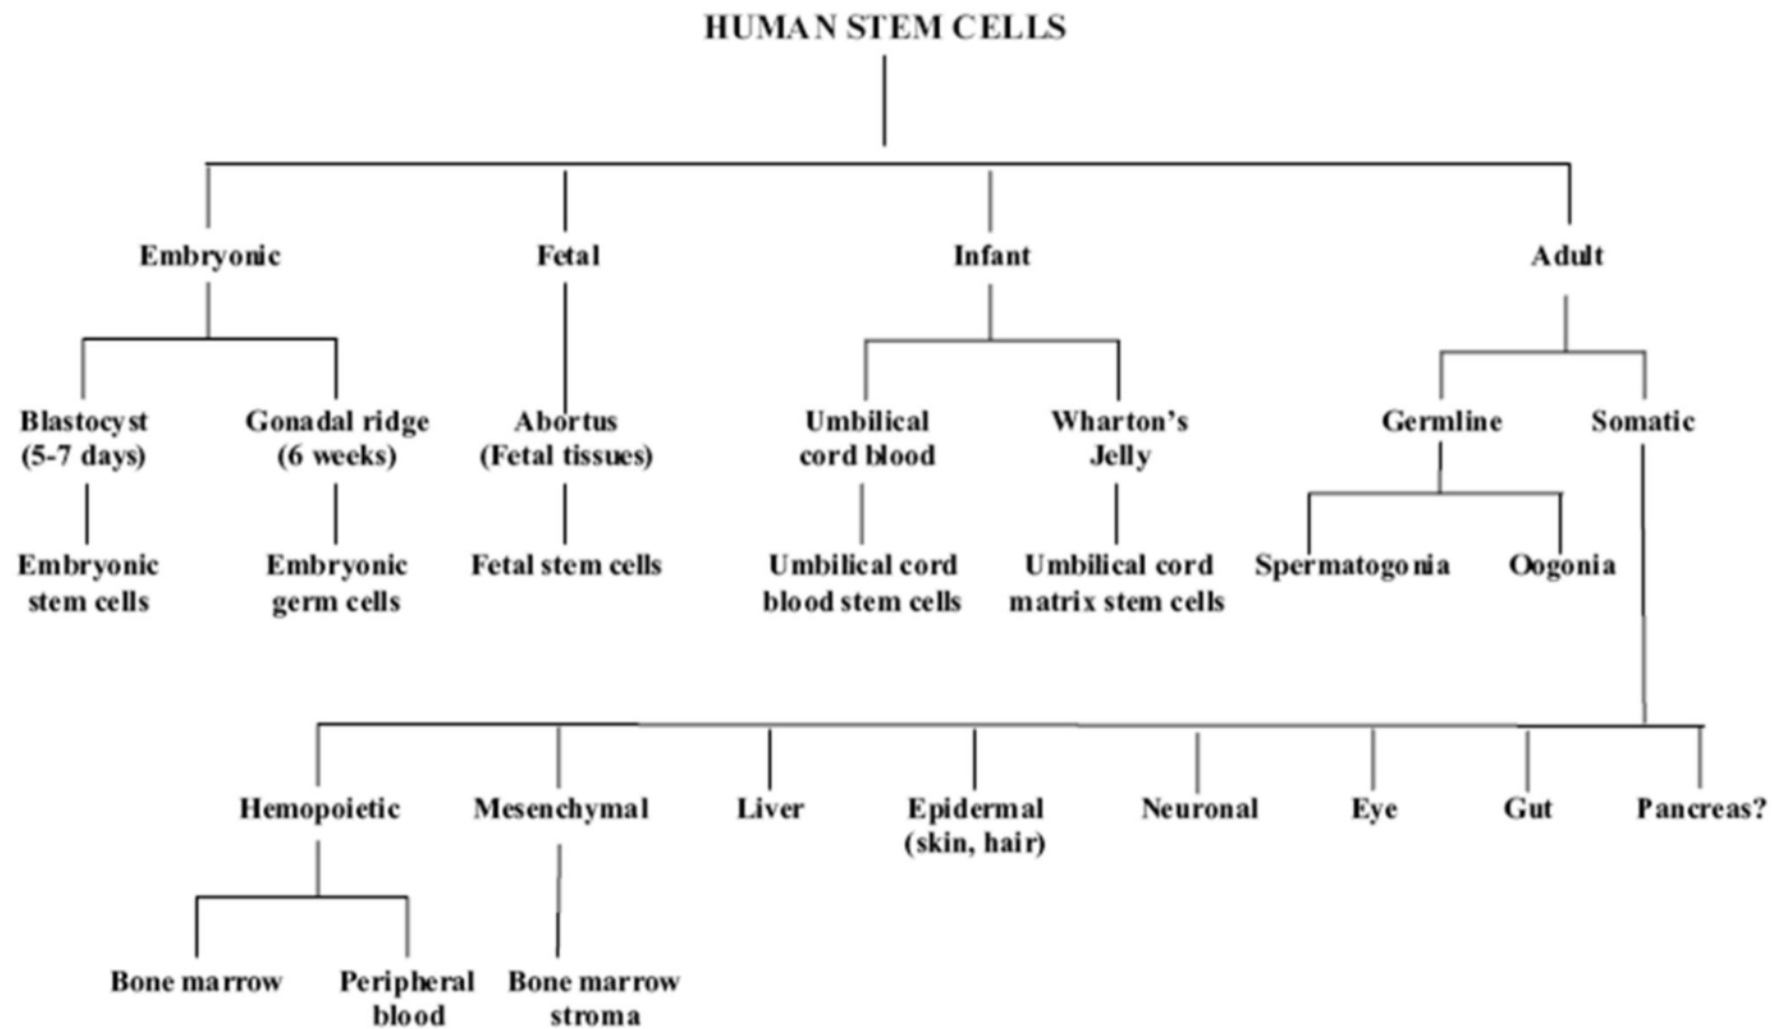 HUMAN STEM CELLS
Embryonic
Fetal
Infant
Adult
Blastocyst
(5-7 days)
Gonadal ridge
(6 weeks)
Abortus
(Fetal tissues)
Umbilical
cord blood
Wharton’s
Jelly
Germline
Somatic
Embryonic
stem cells
Embryonic
germ cells
Fetal stem cells
Umbilical cord
blood stem cells
Umbilical cord
matrix stem cells
Spermatogonia
Oogonia
Hemopoietic
Mesenchymal
Liver
Epidermal
(skin, hair)
Neuronal
Eye
Gut
Pancreas?
Bone marrow
Peripheral
blood
Bone marrow
stroma